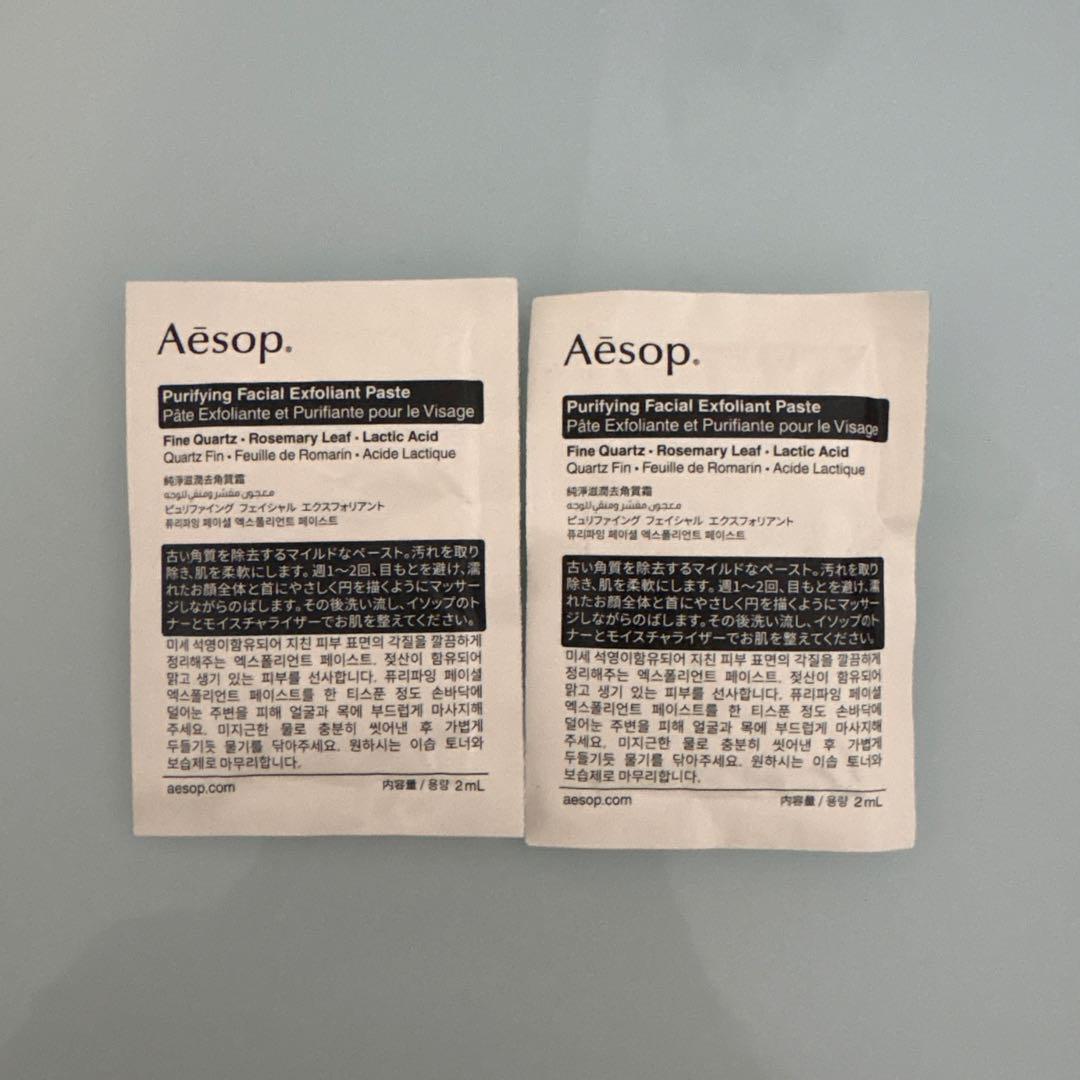 Aēsop.
Purifying Facial Exfoliant Paste
Pâte Exfoliante et Purifiante pour le Visage
Fine Quartz • Rosemary Leaf • Lactic Acid
Quartz Fin • Feuille de Romarin • Acide Lactique
純淨滋潤去角質霜
معجون مقشر ومنقي للوجه
ピュリファイング フェイシャル エクスフォリアント
퓨리파잉 페이셜 엑스폴리언트 페이스트
古い角質を除去するマイルドなペースト。汚れを取り
除き、肌を柔軟にします。週1〜2回、目もとを避け、濡
れたお顔全体と首にやさしく円を描くようにマッサー
ジしながらのばします。その後洗い流し、イソップのト
ナーとモイスチャライザーでお肌を整えてください。
미세 석영이함유되어 지친 피부 표면의 각질을 깔끔하게
정리해주는 엑스폴리언트 페이스트. 젖산이 함유되어
맑고 생기 있는 피부를 선사합니다. 퓨리파잉 페이셜
엑스폴리언트 페이스트를 한 티스푼 정도 손바닥에
덜어눈 주변을 피해 얼굴과 목에 부드럽게 마사지해
주세요. 미지근한 물로 충분히 씻어낸 후 가볍게
두들기듯 물기를 닦아주세요. 원하시는 이솝 토너와
보습제로 마무리합니다.
aesop.com 内容量 / 용량 2mL
Aēsop.
Purifying Facial Exfoliant Paste
Pâte Exfoliante et Purifiante pour le Visage
Fine Quartz • Rosemary Leaf • Lactic Acid
Quartz Fin • Feuille de Romarin • Acide Lactique
純淨滋潤去角質霜
معجون مقشر ومنقي للوجه
ピュリファイング フェイシャル エクスフォリアント
퓨리파잉 페이셜 엑스폴리언트 페이스트
古い角質を除去するマイルドなペースト。汚れを取り
除き、肌を柔軟にします。週1〜2回、目もとを避け、濡
れたお顔全体と首にやさしく円を描くようにマッサー
ジしながらのばします。その後洗い流し、イソップのト
ナーとモイスチャライザーでお肌を整えてください。
미세 석영이함유되어 지친 피부 표면의 각질을 깔끔하게
정리해주는 엑스폴리언트 페이스트. 젖산이 함유되어
맑고 생기 있는 피부를 선사합니다. 퓨리파잉 페이셜
엑스폴리언트 페이스트를 한 티스푼 정도 손바닥에
덜어눈 주변을 피해 얼굴과 목에 부드럽게 마사지해
주세요. 미지근한 물로 충분히 씻어낸 후 가볍게
두들기듯 물기를 닦아주세요. 원하시는 이솝 토너와
보습제로 마무리합니다.
aesop.com 内容量 / 용량 2mL